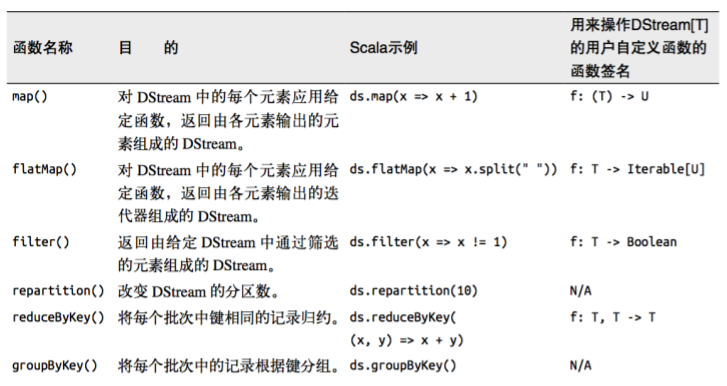 函数名称 目 的 Scala示例 用来操作DStream[T]
的用户自定义函数的
函数签名
map() 对 DStream 中的每个元素应用给 ds.map(x => x + 1) f: (T) -> U
定函数，返回由各元素输出的元
素组成的 DStream。
flatMap() 对 DStream 中的每个元素应用给 ds.flatMap(x => x.split(" ")) f: T -> Iterable[U]
定函数，返回由各元素输出的迭
代器组成的 DStream。
filter() 返回由给定 DStream 中通过筛选 ds.filter(x => x != 1) f: T -> Boolean
的元素组成的 DStream。
repartition() 改变 DStream 的分区数。 ds.repartition(10) N/A
reduceByKey() 将每个批次中键相同的记录归约。 ds.reduceByKey( f: T, T -> T
(x, y) => x + y)
groupByKey() 将每个批次中的记录根据键分组。 ds.groupByKey() N/A